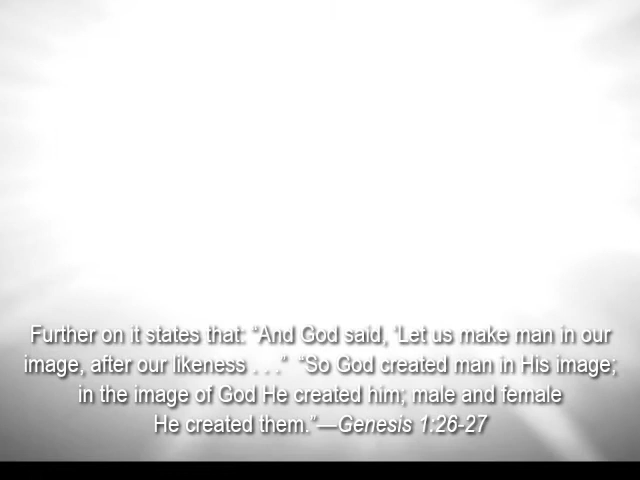 Further on it states that: “And God said, ‘Let us make man in our
image, after our likeness . . .”  “So God created man in His image;
in the image of God He created him; male and female
He created them.”—Genesis 1:26-27